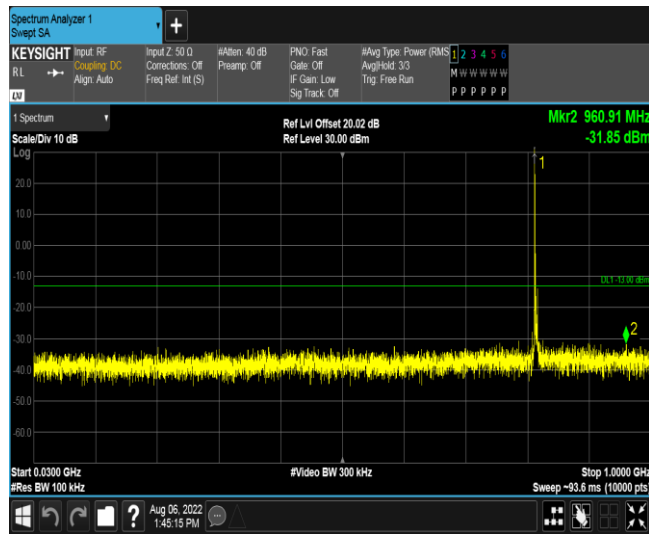 Spectrum Analyzer 1
Swept SA
+
KEYSIGHT
RL
LXI
Input: RF
Coupling: DC
Align: Auto
Input Z: 50 Ω
Corrections: Off
Freq Ref: Int (S)
#Atten: 40 dB
Preamp: Off
PNO: Fast
Gate: Off
IF Gain: Low
Sig Track: Off
#Avg Type: Power (RMS
Avg|Hold: 3/3
Trig: Free Run
1 2 3 4 5 6
M W W W W W
P P P P P P
1 Spectrum
Scale/Div 10 dB
Log
Ref Lvl Offset 20.02 dB
Ref Level 30.00 dBm
Mkr2 960.91 MHz
-31.85 dBm
1
20.0
10.0
0.00
-10.0
DL1 -13.00 dBm
-20.0
-30.0
2
-40.0
-50.0
-60.0
Start 0.0300 GHz
#Video BW 300 kHz
Stop 1.0000 GHz
#Res BW 100 kHz
Sweep ~93.6 ms (10000 pts)
?
Aug 06, 2022
1:45:15 PM